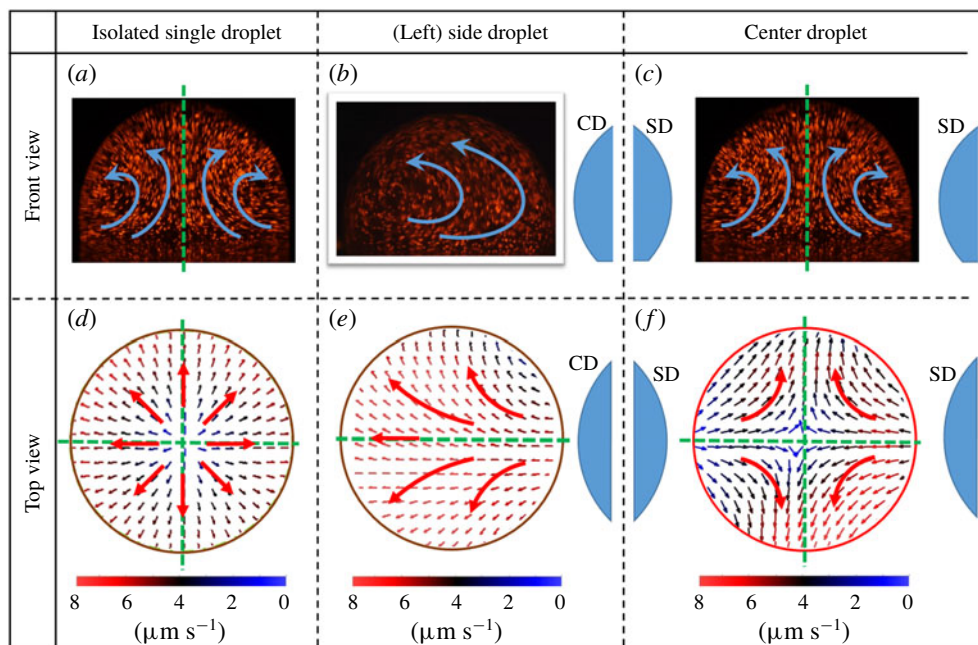 Isolated single droplet
(Left) side droplet
Center droplet
Front view
(a)
(b)
(c)
CD
SD
SD
Top view
(d)
(e)
(f)
CD
SD
SD
8 6 4 2 0
(μm s⁻¹)
8 6 4 2 0
(μm s⁻¹)
8 6 4 2 0
(μm s⁻¹)